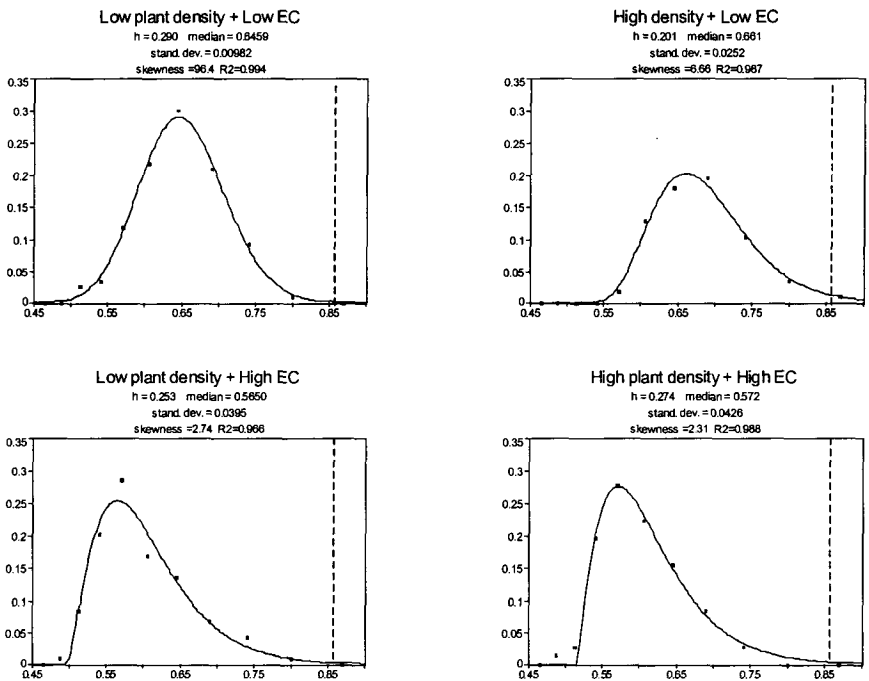 Low plant density + Low EC
h = 0.290 median = 0.6459
stand. dev. = 0.00982
skewness =96.4 R2=0.994
0.35
0.3
0.25
0.2
0.15
0.1
0.05
0
0.45 0.55 0.65 0.75 0.85
High density + Low EC
h = 0.201 median = 0.661
stand. dev. = 0.0252
skewness =6.66 R2=0.967
0.35
0.3
0.25
0.2
0.15
0.1
0.05
0
0.45 0.55 0.65 0.75 0.85
Low plant density + High EC
h = 0.253 median = 0.5650
stand. dev. = 0.0395
skewness =2.74 R2=0.966
0.35
0.3
0.25
0.2
0.15
0.1
0.05
0
0.45 0.55 0.65 0.75 0.85
High plant density + High EC
h = 0.274 median = 0.572
stand. dev. = 0.0426
skewness =2.31 R2=0.988
0.35
0.3
0.25
0.2
0.15
0.1
0.05
0
0.45 0.55 0.65 0.75 0.85